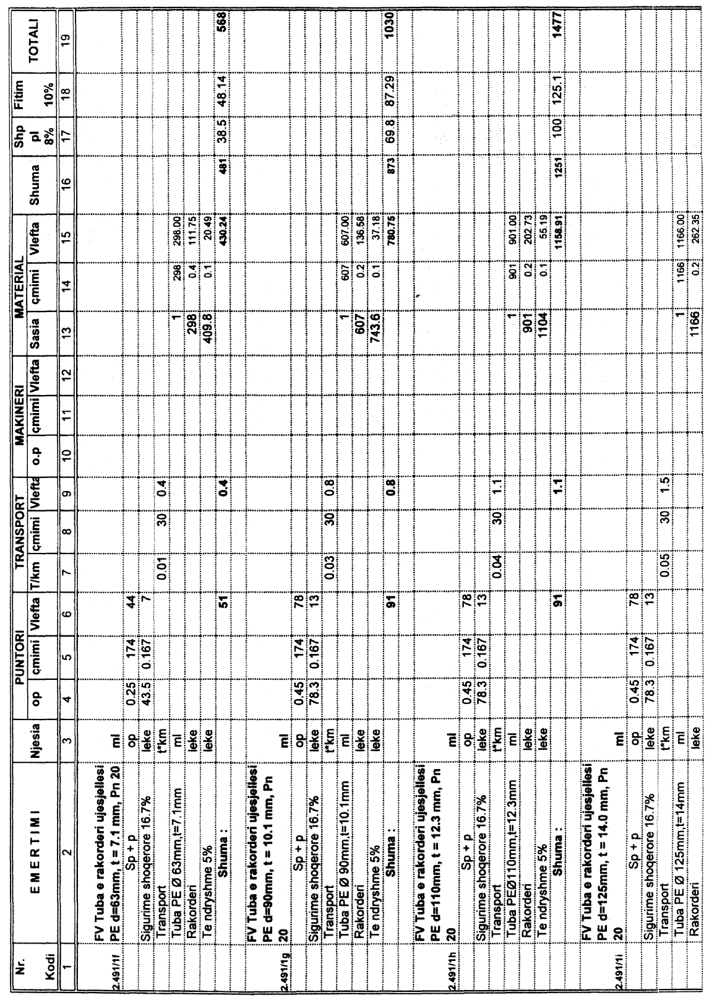 Nr. E M E R T I M I Njesia PUNTORI TRANSPORT MAKINERI MATERIAL Shuma Shp Fitim TOTALI
Kodi op çmimi Vlefta T/km çmimi Vlefta o.p çmimi Vlefta Sasia çmimi Vlefta pl 8% 10%
1 2 3 4 5 6 7 8 9 10 11 12 13 14 15 16 17 18 19
FV Tuba e rakorderi ujesjellesi
2.491/1f PE d=63mm, t = 7.1 mm, Pn 20 ml
Sp + p op 0.25 174 44
Sigurime shoqerore 16.7% leke 43.5 0.167 7
Transport t*km 0.01 30 0.4
Tuba PE Ø 63mm,t=7.1mm ml 1 298 298.00
Rakorderi leke 298 0.4 111.75
Te ndryshme 5% leke 409.8 0.1 20.49
Shuma : 51 0.4 430.24 481 38.5 48.14 568
FV Tuba e rakorderi ujesjellesi
PE d=90mm, t = 10.1 mm, Pn
2.491/1g 20 ml
Sp + p op 0.45 174 78
Sigurime shoqerore 16.7% leke 78.3 0.167 13
Transport t*km 0.03 30 0.8
Tuba PE Ø 90mm,t=10.1mm ml 1 607 607.00
Rakorderi leke 607 0.2 136.58
Te ndryshme 5% leke 743.6 0.1 37.18
Shuma : 91 0.8 780.75 873 69.8 87.29 1030
FV Tuba e rakorderi ujesjellesi
PE d=110mm, t = 12.3 mm, Pn
2.491/1h 20 ml
Sp + p op 0.45 174 78
Sigurime shoqerore 16.7% leke 78.3 0.167 13
Transport t*km 0.04 30 1.1
Tuba PEØ110mm,t=12.3mm ml 1 901 901.00
Rakorderi leke 901 0.2 202.73
Te ndryshme 5% leke 1104 0.1 55.19
Shuma : 91 1.1 1158.91 1251 100 125.1 1477
FV Tuba e rakorderi ujesjellesi
PE d=125mm, t = 14.0 mm, Pn
2.491/1i 20 ml
Sp + p op 0.45 174 78
Sigurime shoqerore 16.7% leke 78.3 0.167 13
Transport t*km 0.05 30 1.5
Tuba PE Ø 125mm,t=14mm ml 1 1166 1166.00
Rakorderi leke 1166 0.2 262.35